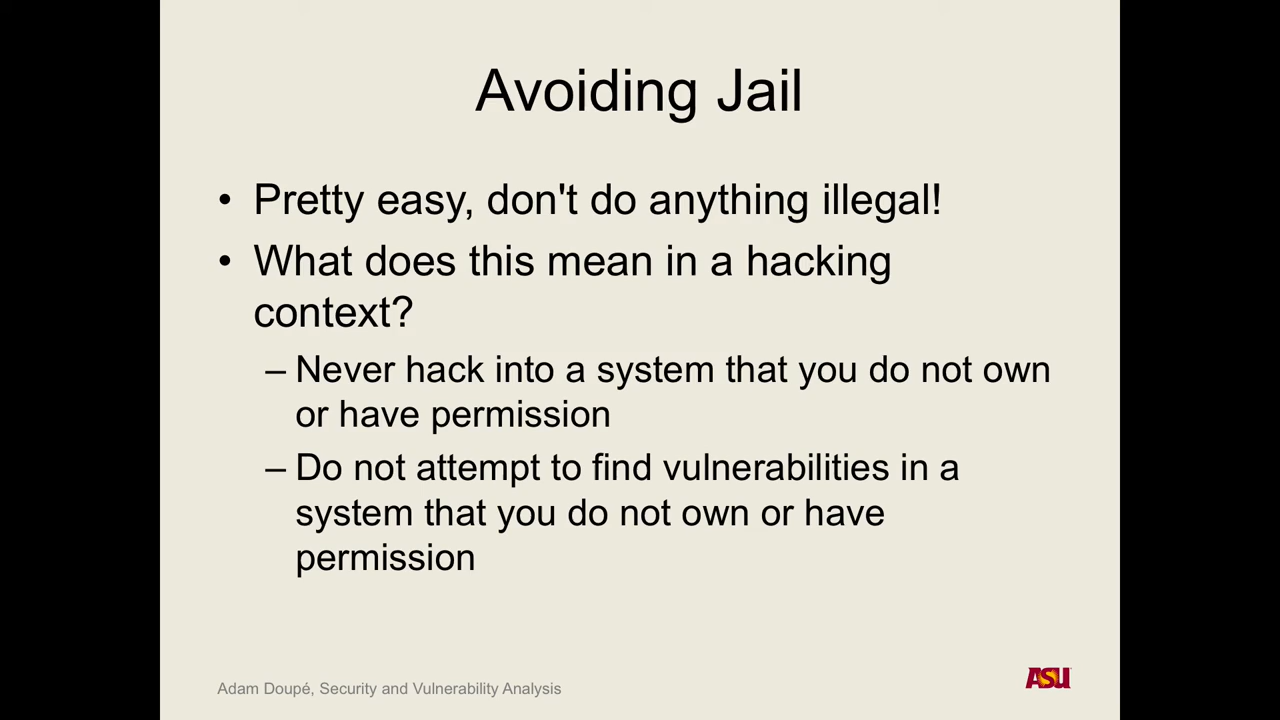 Avoiding Jail
• Pretty easy, don't do anything illegal!
• What does this mean in a hacking
context?
– Never hack into a system that you do not own
or have permission
– Do not attempt to find vulnerabilities in a
system that you do not own or have
permission
Adam Doupé, Security and Vulnerability Analysis
ASU